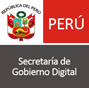 REPÚBLICA DEL PERÚ
PERÚ
Secretaría de
Gobierno Digital